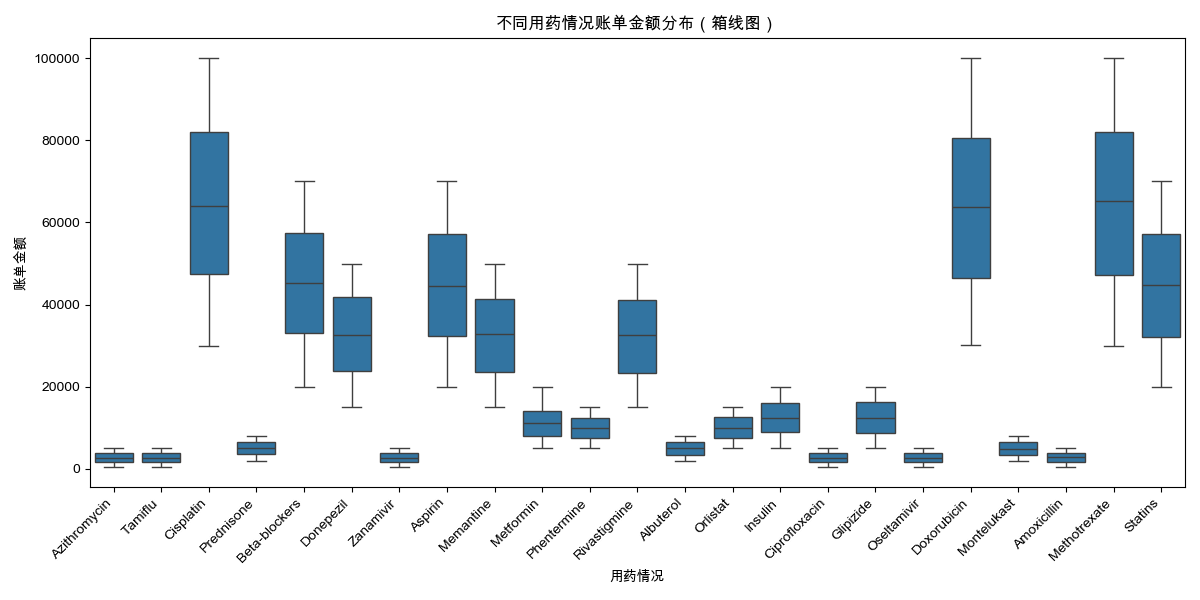 不同用药情况账单金额分布（箱线图）
账单金额
100000
80000
60000
40000
20000
0
Azithromycin
Tamiflu
Cisplatin
Prednisone
Beta-blockers
Donepezil
Zanamivir
Aspirin
Memantine
Metformin
Phentermine
Rivastigmine
Albuterol
Orlistat
Insulin
Ciprofloxacin
Glipizide
Oseltamivir
Doxorubicin
Montelukast
Amoxicillin
Methotrexate
Statins
用药情况